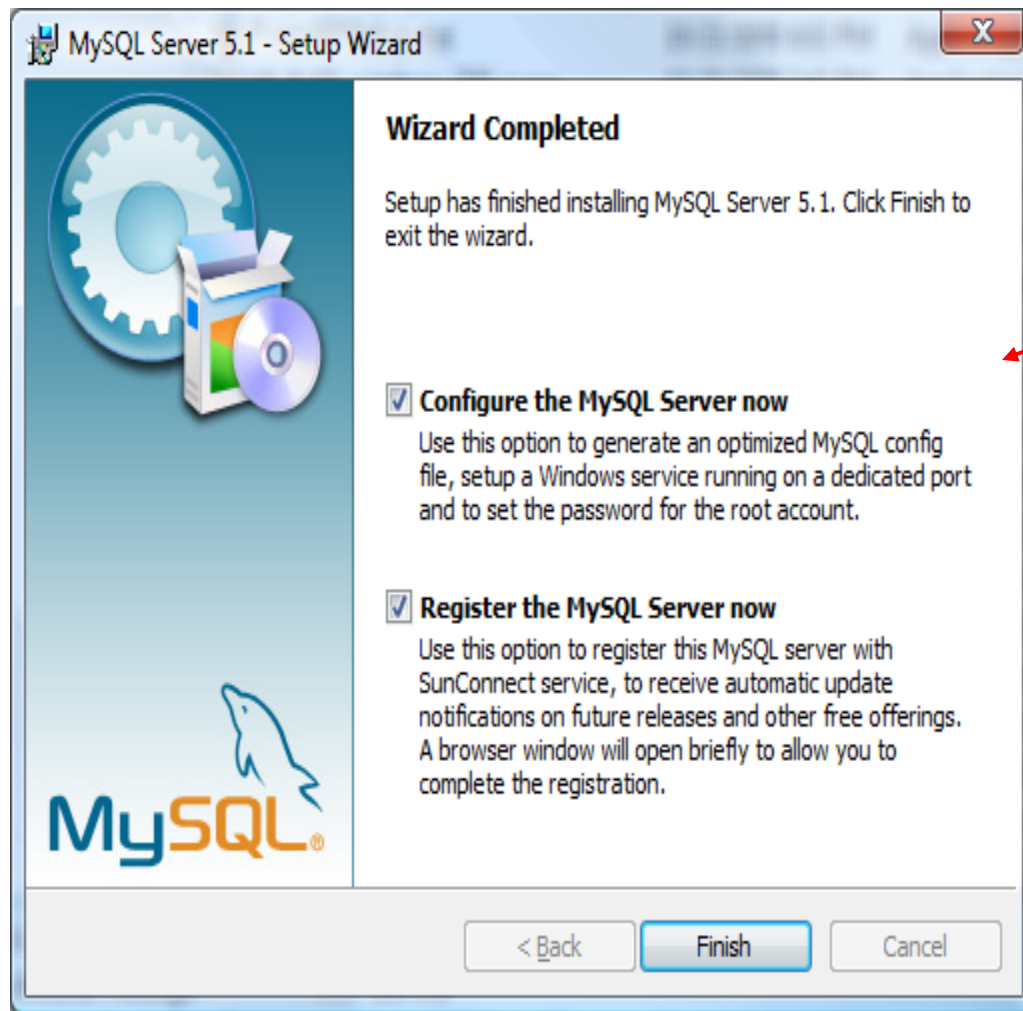 MySQL Server 5.1 - Setup Wizard
X
Wizard Completed
Setup has finished installing MySQL Server 5.1. Click Finish to
exit the wizard.
Configure the MySQL Server now
Use this option to generate an optimized MySQL config
file, setup a Windows service running on a dedicated port
and to set the password for the root account.
Register the MySQL Server now
Use this option to register this MySQL server with
SunConnect service, to receive automatic update
notifications on future releases and other free offerings.
A browser window will open briefly to allow you to
complete the registration.
MySQL®
< Back
Finish
Cancel